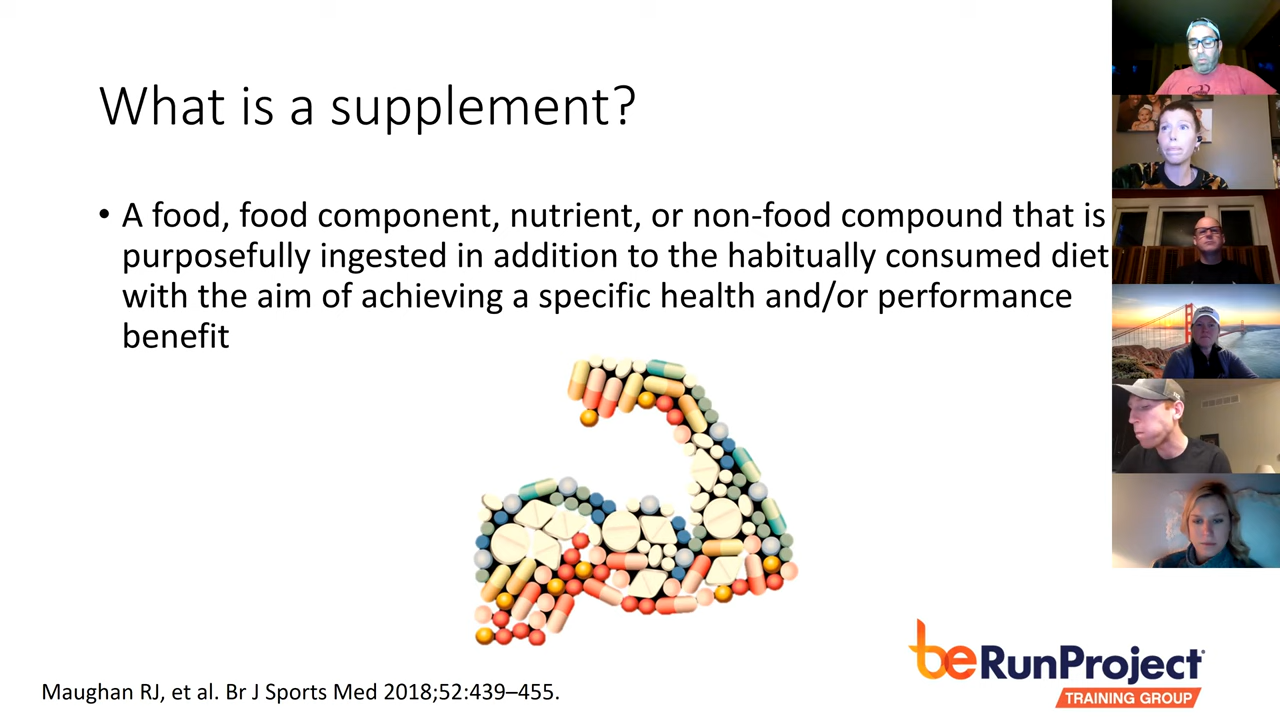 What is a supplement?
• A food, food component, nutrient, or non-food compound that is
purposefully ingested in addition to the habitually consumed diet
with the aim of achieving a specific health and/or performance
benefit
beRunProject
TRAINING GROUP
Maughan RJ, et al. Br J Sports Med 2018;52:439–455.